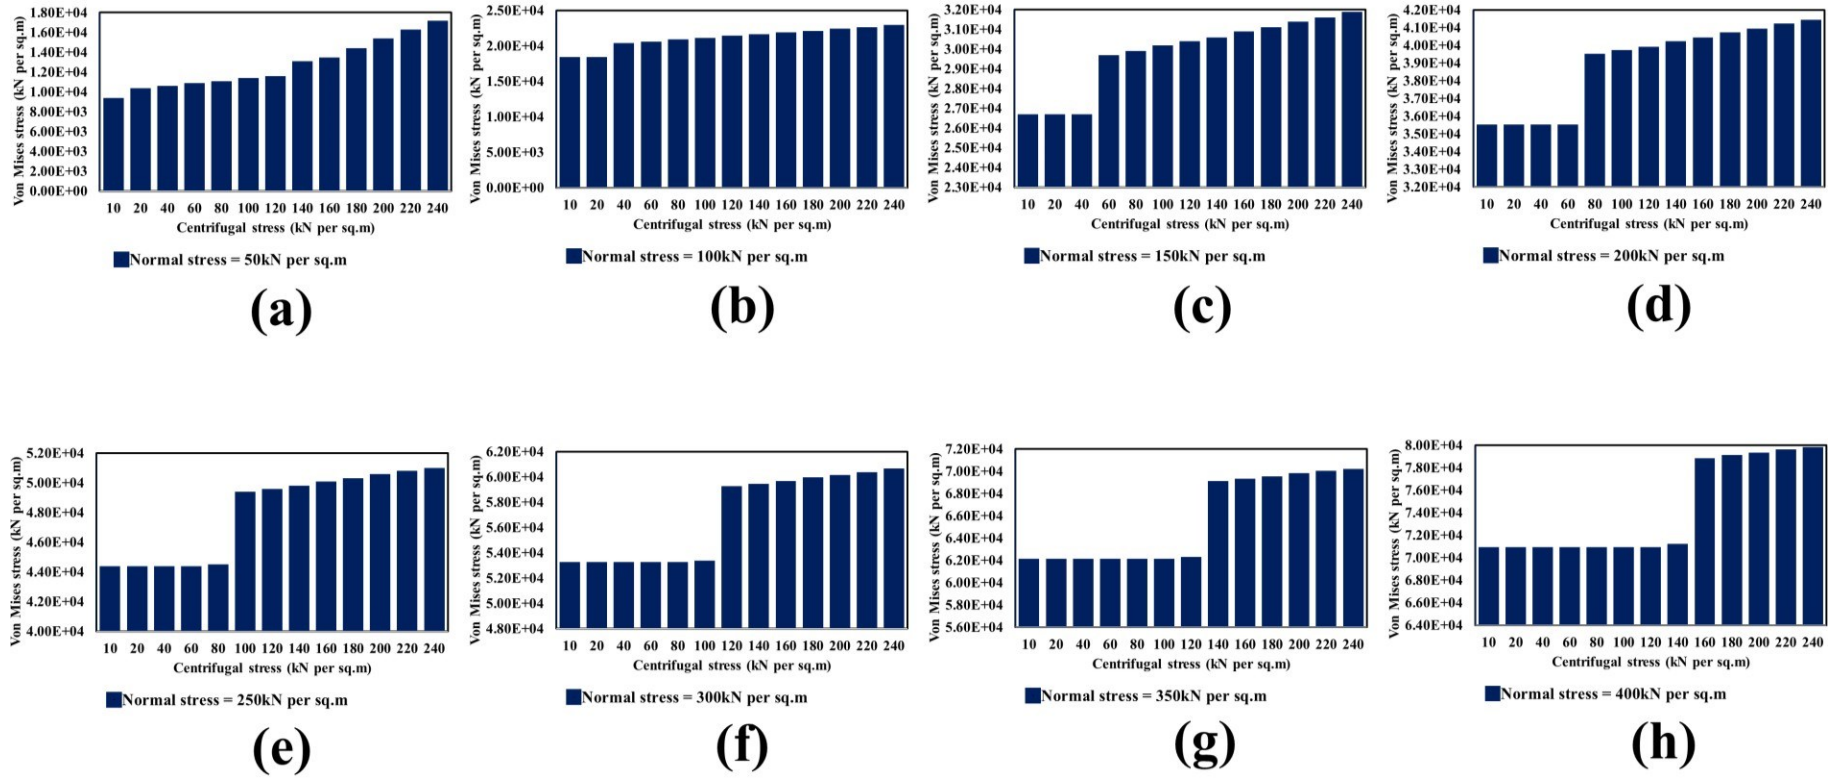 Von Mises stress (kN per sq.m)
1.80E+04
1.60E+04
1.40E+04
1.20E+04
1.00E+04
8.00E+03
6.00E+03
4.00E+03
2.00E+03
0.00E+00
10 20 40 60 80 100 120 140 160 180 200 220 240
Centrifugal stress (kN per sq.m)
Normal stress = 50kN per sq.m
(a)
Von Mises stress (kN per sq.m)
2.50E+04
2.00E+04
1.50E+04
1.00E+04
5.00E+03
0.00E+00
10 20 40 60 80 100 120 140 160 180 200 220 240
Centrifugal stress (kN per sq.m)
Normal stress = 100kN per sq.m
(b)
Von Mises stress (kN per sq.m)
3.20E+04
3.10E+04
3.00E+04
2.90E+04
2.80E+04
2.70E+04
2.60E+04
2.50E+04
2.40E+04
2.30E+04
10 20 40 60 80 100 120 140 160 180 200 220 240
Centrifugal stress (kN per sq.m)
Normal stress = 150kN per sq.m
(c)
Von Mises stress (kN per sq.m)
4.20E+04
4.10E+04
4.00E+04
3.90E+04
3.80E+04
3.70E+04
3.60E+04
3.50E+04
3.40E+04
3.30E+04
3.20E+04
10 20 40 60 80 100 120 140 160 180 200 220 240
Centrifugal stress (kN per sq.m)
Normal stress = 200kN per sq.m
(d)
Von Mises stress (kN per sq.m)
5.20E+04
5.00E+04
4.80E+04
4.60E+04
4.40E+04
4.20E+04
4.00E+04
10 20 40 60 80 100 120 140 160 180 200 220 240
Centrifugal stress (kN per sq.m)
Normal stress = 250kN per sq.m
(e)
Von Mises stress (kN per sq.m)
6.20E+04
6.00E+04
5.80E+04
5.60E+04
5.40E+04
5.20E+04
5.00E+04
4.80E+04
10 20 40 60 80 100 120 140 160 180 200 220 240
Centrifugal stress (kN per sq.m)
Normal stress = 300kN per sq.m
(f)
Von Mises stress (kN per sq.m)
7.20E+04
7.00E+04
6.80E+04
6.60E+04
6.40E+04
6.20E+04
6.00E+04
5.80E+04
5.60E+04
10 20 40 60 80 100 120 140 160 180 200 220 240
Centrifugal stress (kN per sq.m)
Normal stress = 350kN per sq.m
(g)
Von Mises stress (kN per sq.m)
8.00E+04
7.80E+04
7.60E+04
7.40E+04
7.20E+04
7.00E+04
6.80E+04
6.60E+04
6.40E+04
10 20 40 60 80 100 120 140 160 180 200 220 240
Centrifugal stress (kN per sq.m)
Normal stress = 400kN per sq.m
(h)